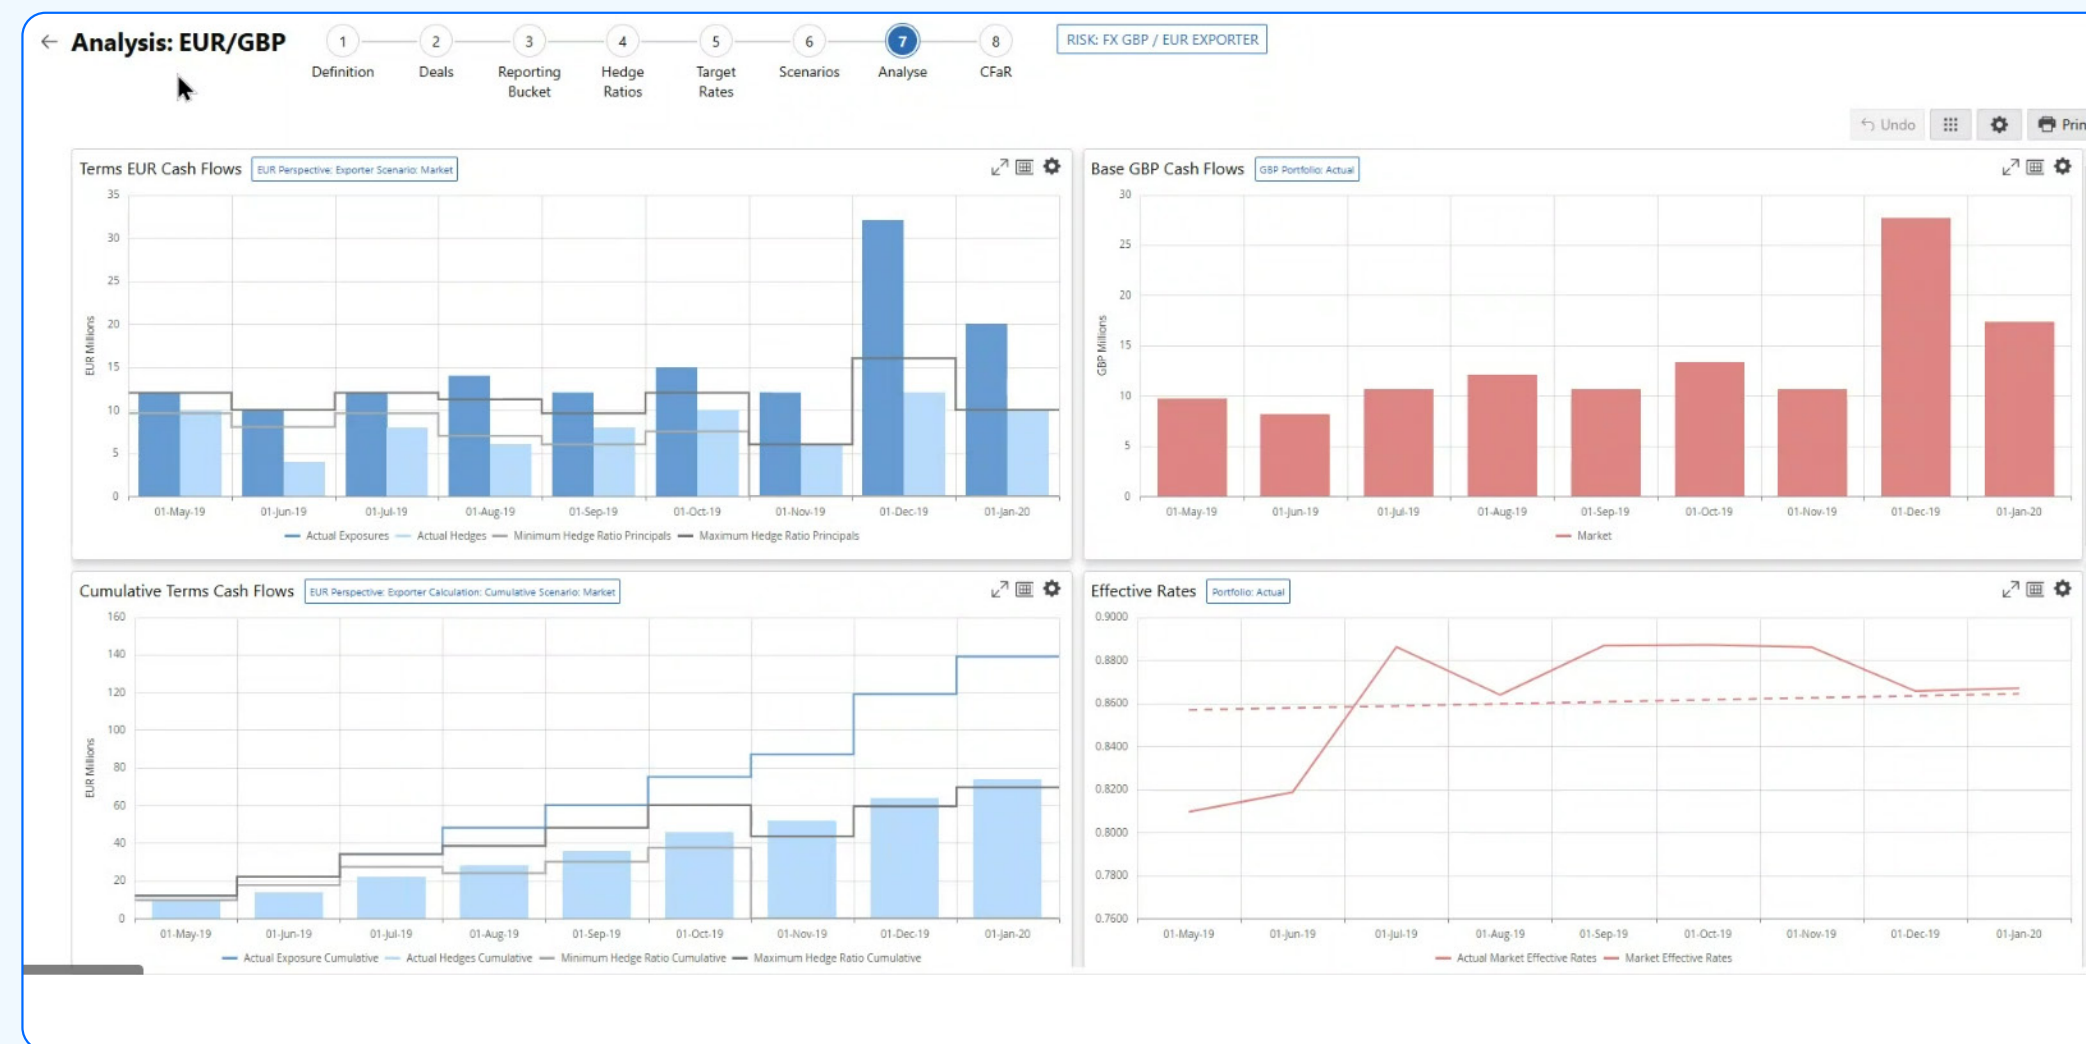 Analysis: EUR/GBP
1 2 3 4 5 6 7 8
Definition Deals Reporting Bucket Hedge Ratios Target Rates Scenarios Analyse CFaR
RISK: FX GBP / EUR EXPORTER
Undo
Prin
Terms EUR Cash Flows EUR Perspective: Exporter Scenario: Market
35
30
25
20
15
10
5
0
EUR Millions
01-May-19 01-Jun-19 01-Jul-19 01-Aug-19 01-Sep-19 01-Oct-19 01-Nov-19 01-Dec-19 01-Jan-20
Actual Exposures Actual Hedges Minimum Hedge Ratio Principals Maximum Hedge Ratio Principals
Base GBP Cash Flows GBP Portfolio: Actual
30
25
20
15
10
5
0
GBP Millions
01-May-19 01-Jun-19 01-Jul-19 01-Aug-19 01-Sep-19 01-Oct-19 01-Nov-19 01-Dec-19 01-Jan-20
Market
Cumulative Terms Cash Flows EUR Perspective: Exporter Calculation: Cumulative Scenario: Market
160
140
120
100
80
60
40
20
0
EUR Millions
01-May-19 01-Jun-19 01-Jul-19 01-Aug-19 01-Sep-19 01-Oct-19 01-Nov-19 01-Dec-19 01-Jan-20
Actual Exposure Cumulative Actual Hedges Cumulative Minimum Hedge Ratio Cumulative Maximum Hedge Ratio Cumulative
Effective Rates Portfolio: Actual
0.9000
0.8800
0.8600
0.8400
0.8200
0.8000
0.7800
0.7600
01-May-19 01-Jun-19 01-Jul-19 01-Aug-19 01-Sep-19 01-Oct-19 01-Nov-19 01-Dec-19 01-Jan-20
Actual Market Effective Rates Market Effective Rates